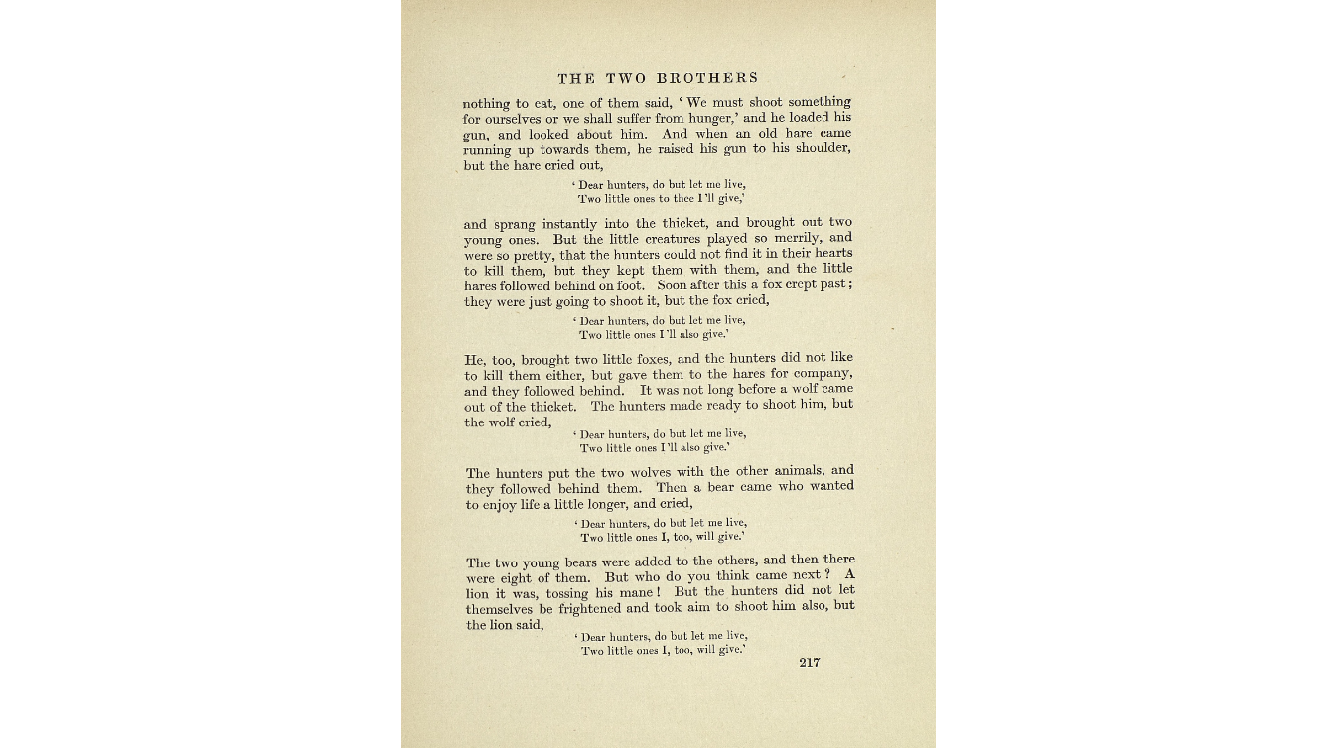 THE TWO BROTHERS
nothing to eat, one of them said, ‘ We must shoot something
for ourselves or we shall suffer from hunger,’ and he loaded his
gun, and looked about him. And when an old hare came
running up towards them, he raised his gun to his shoulder,
but the hare cried out,
‘ Dear hunters, do but let me live,
Two little ones to thee I ’ll give,’
and sprang instantly into the thicket, and brought out two
young ones. But the little creatures played so merrily, and
were so pretty, that the hunters could not find it in their hearts
to kill them, but they kept them with them, and the little
hares followed behind on foot. Soon after this a fox crept past ;
they were just going to shoot it, but the fox cried,
‘ Dear hunters, do but let me live,
Two little ones I ’ll also give.’
He, too, brought two little foxes, and the hunters did not like
to kill them either, but gave them to the hares for company,
and they followed behind. It was not long before a wolf came
out of the thicket. The hunters made ready to shoot him, but
the wolf cried,
‘ Dear hunters, do but let me live,
Two little ones I ’ll also give.’
The hunters put the two wolves with the other animals, and
they followed behind them. Then a bear came who wanted
to enjoy life a little longer, and cried,
‘ Dear hunters, do but let me live,
Two little ones I, too, will give.’
The two young bears were added to the others, and then there
were eight of them. But who do you think came next ? A
lion it was, tossing his mane ! But the hunters did not let
themselves be frightened and took aim to shoot him also, but
the lion said,
‘ Dear hunters, do but let me live,
Two little ones I, too, will give.’
217